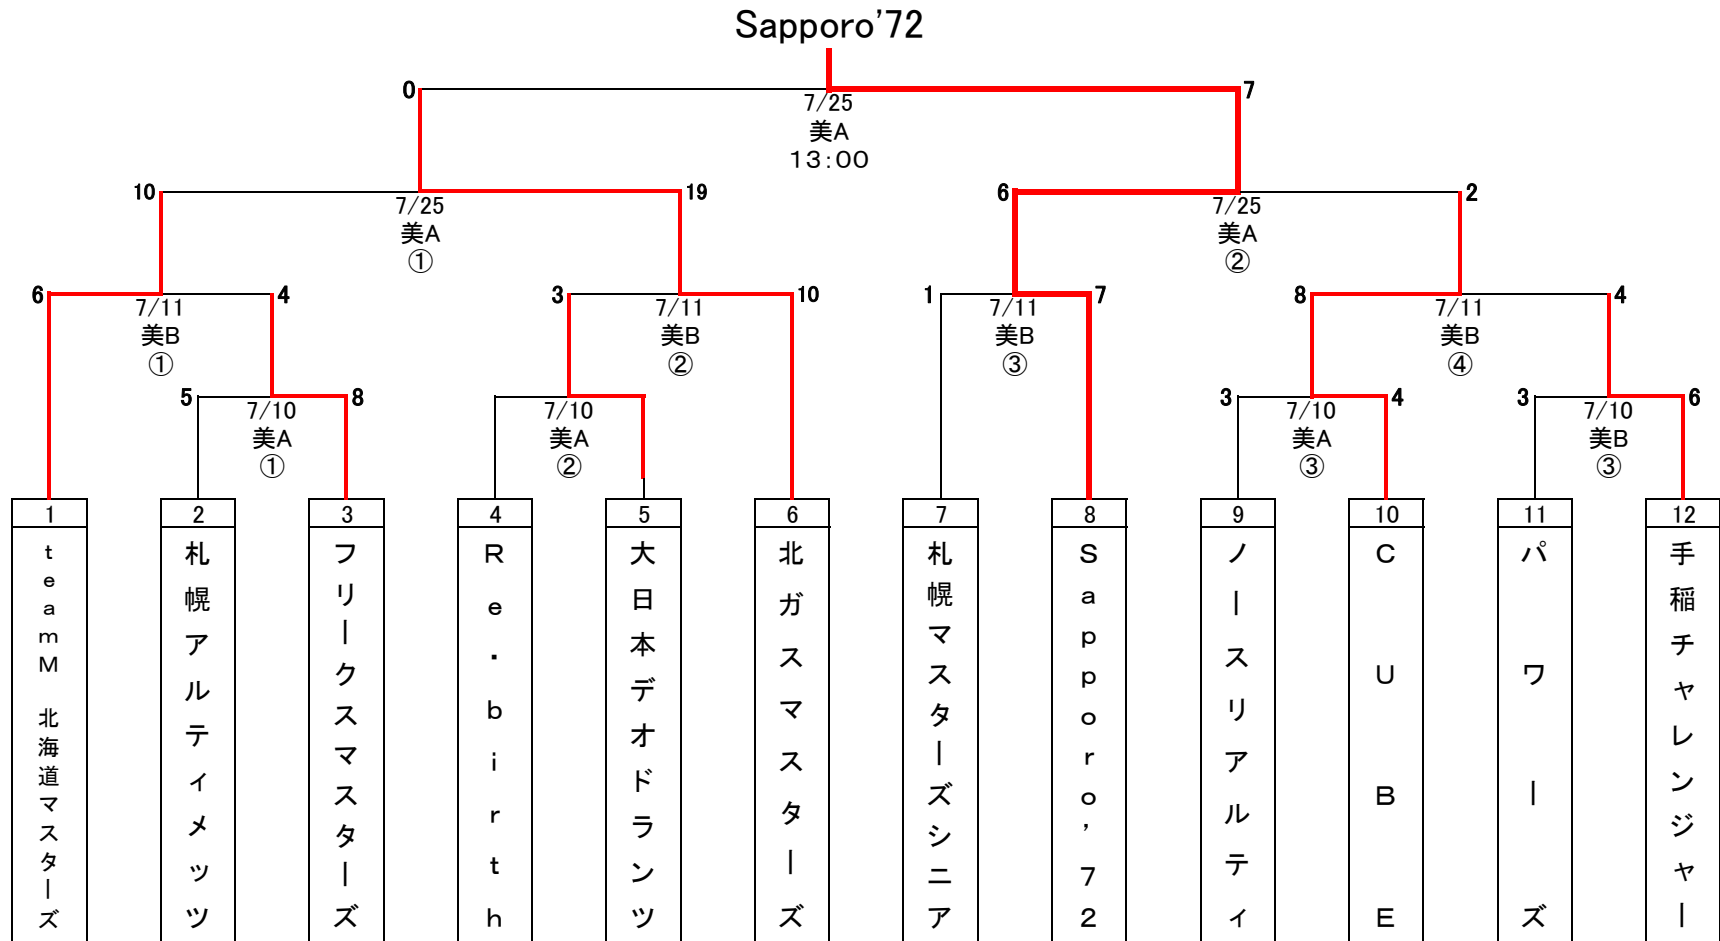 Sapporo'72
0 7
7/25
美A
13:00
10 19 6 2
7/25 7/25
美A 美A
① ②
6 4 3 10 1 7 8 4
7/11 7/11 7/11 7/11
美B 美B 美B 美B
① ② ③ ④
5 8 3 4 3 6
7/10 7/10 7/10 7/10
美A 美A 美A 美B
① ② ③ ③
1 2 3 4 5 6 7 8 9 10 11 12
teamM 北海道マスターズ
札幌アルティメッツ
フリークスマスターズ
Re・birth
大日本デオドランツ
北ガスマスターズ
札幌マスターズシニア
Sapporo'72
ノースリアルティ
CUBE
パワーズ
手稲チャレンジャー